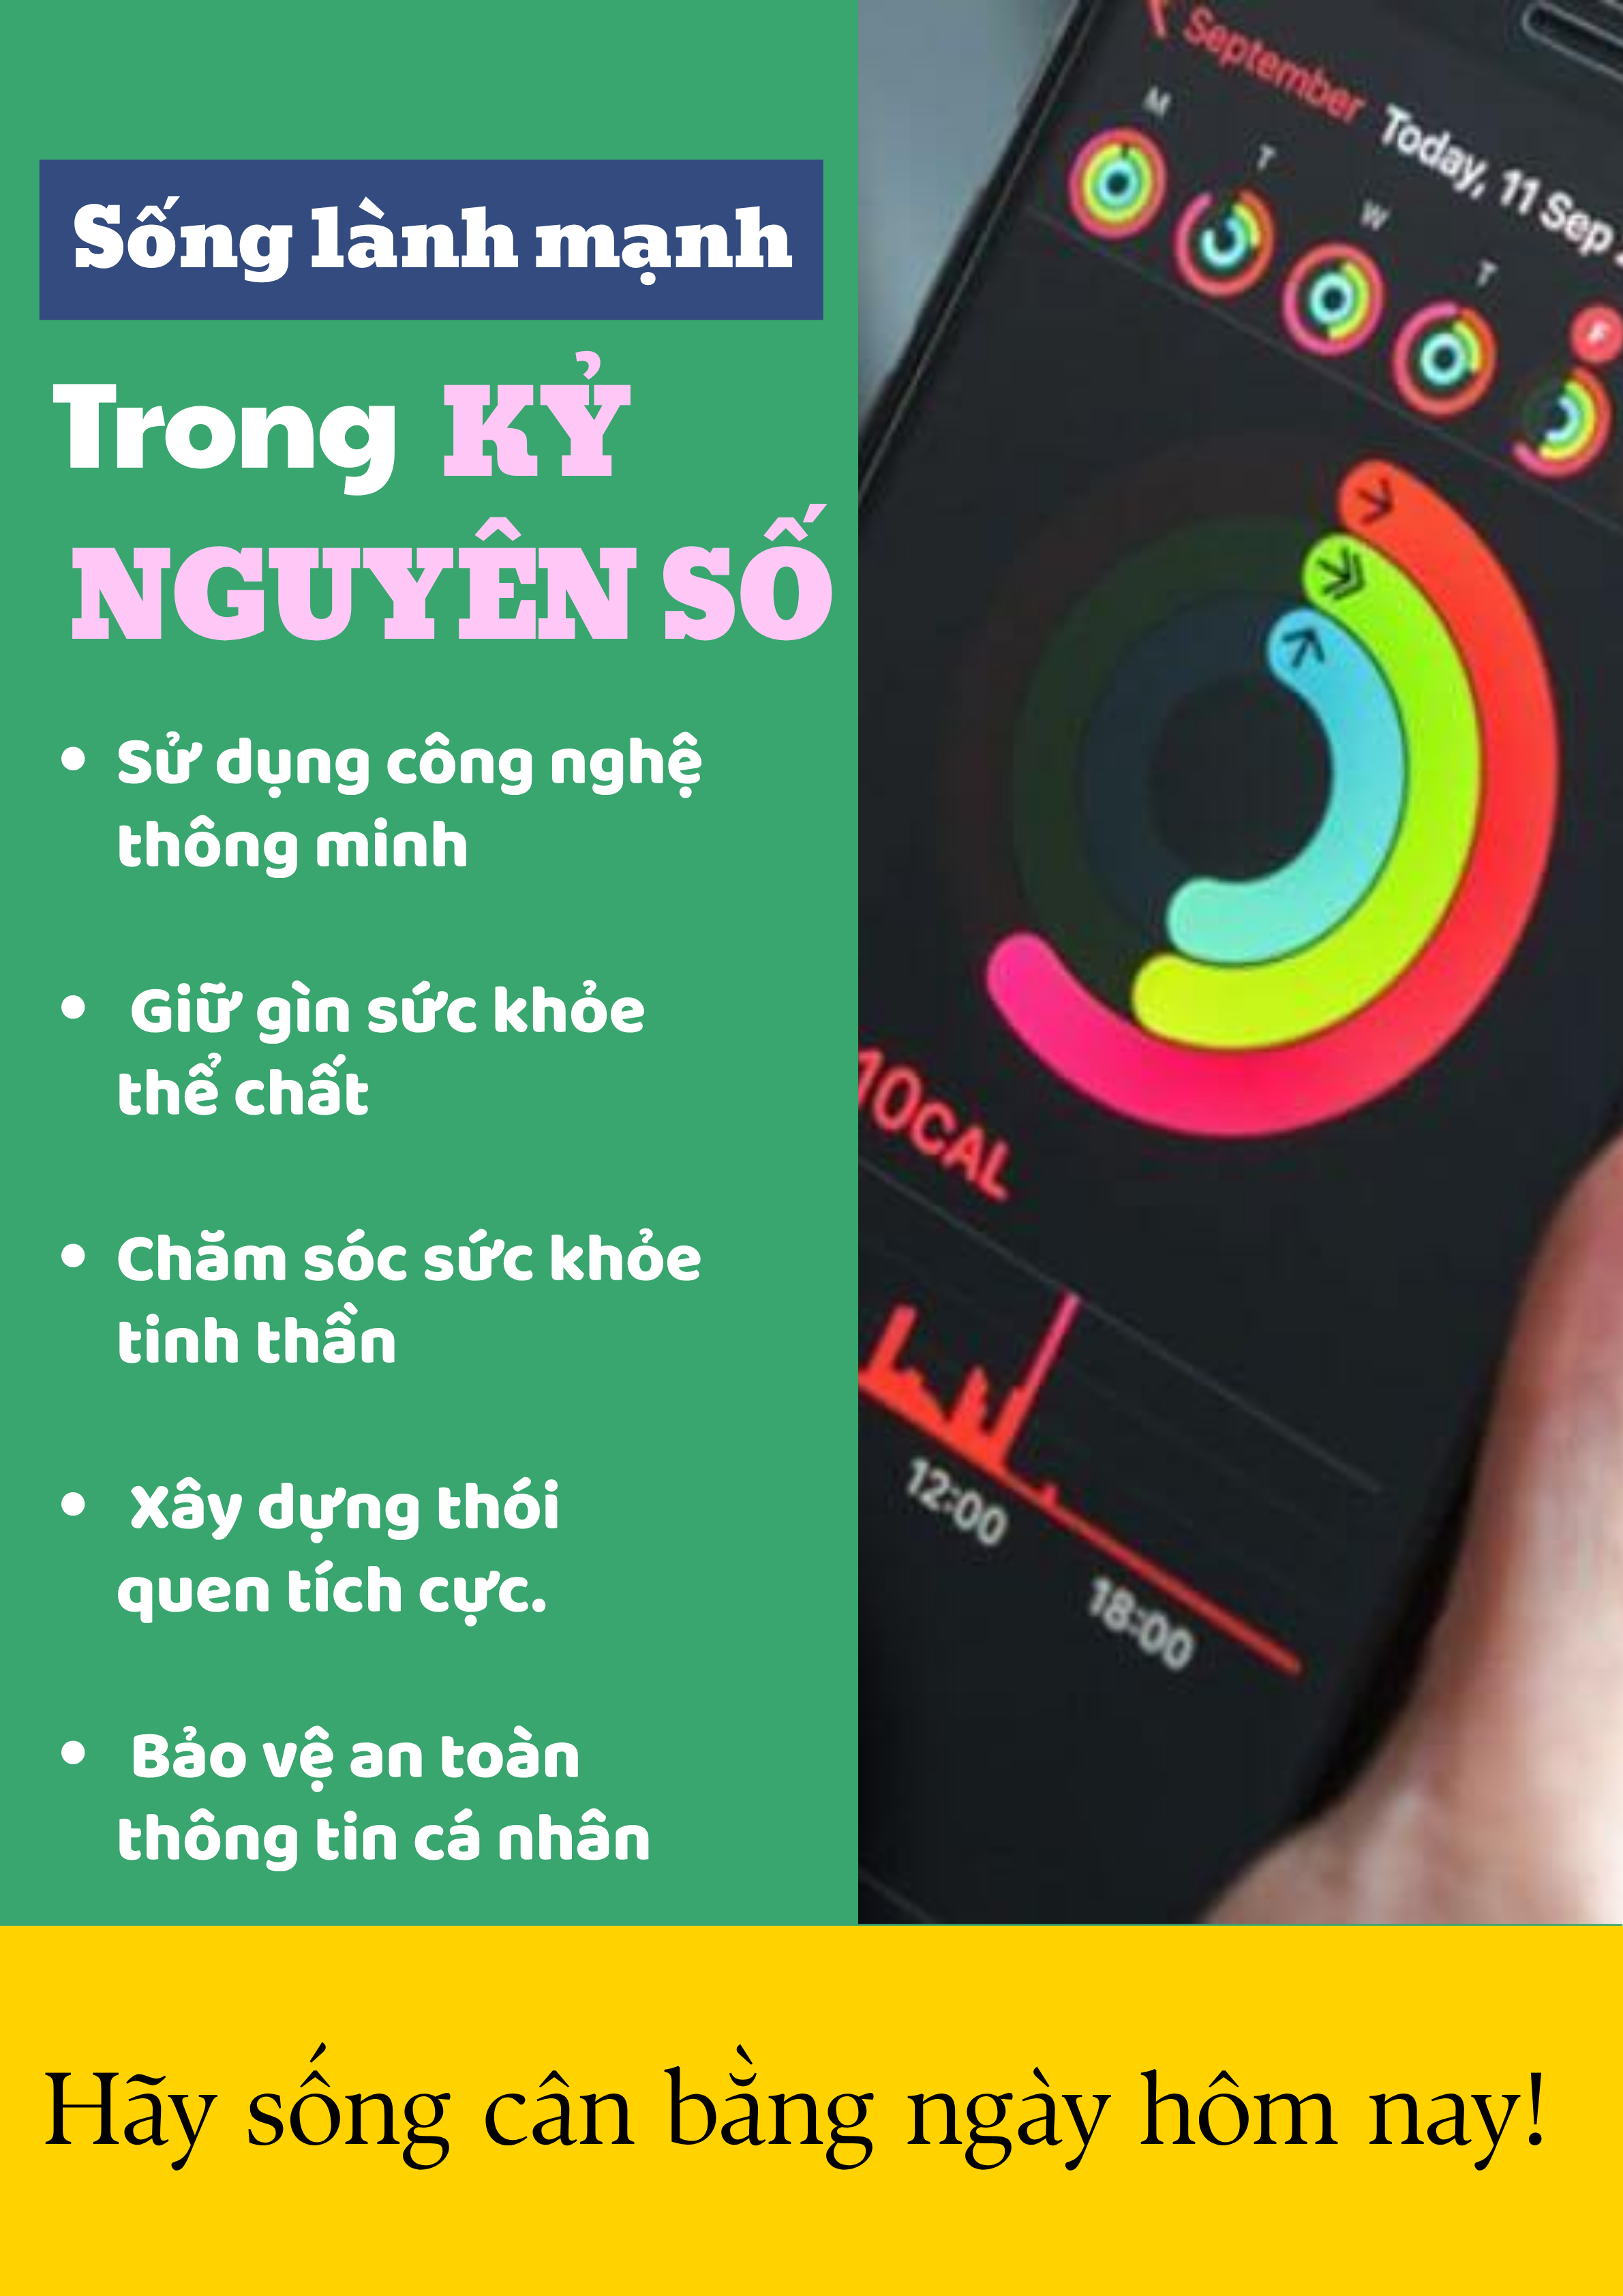 Sống lành mạnh
Trong KỶ
NGUYÊN SỐ
• Sử dụng công nghệ
thông minh
• Giữ gìn sức khỏe
thể chất
• Chăm sóc sức khỏe
tinh thần
• Xây dựng thói
quen tích cực.
• Bảo vệ an toàn
thông tin cá nhân
September Today, 11 Sep
M T W T F
10CAL
12:00
18:00
Hãy sống cân bằng ngày hôm nay!